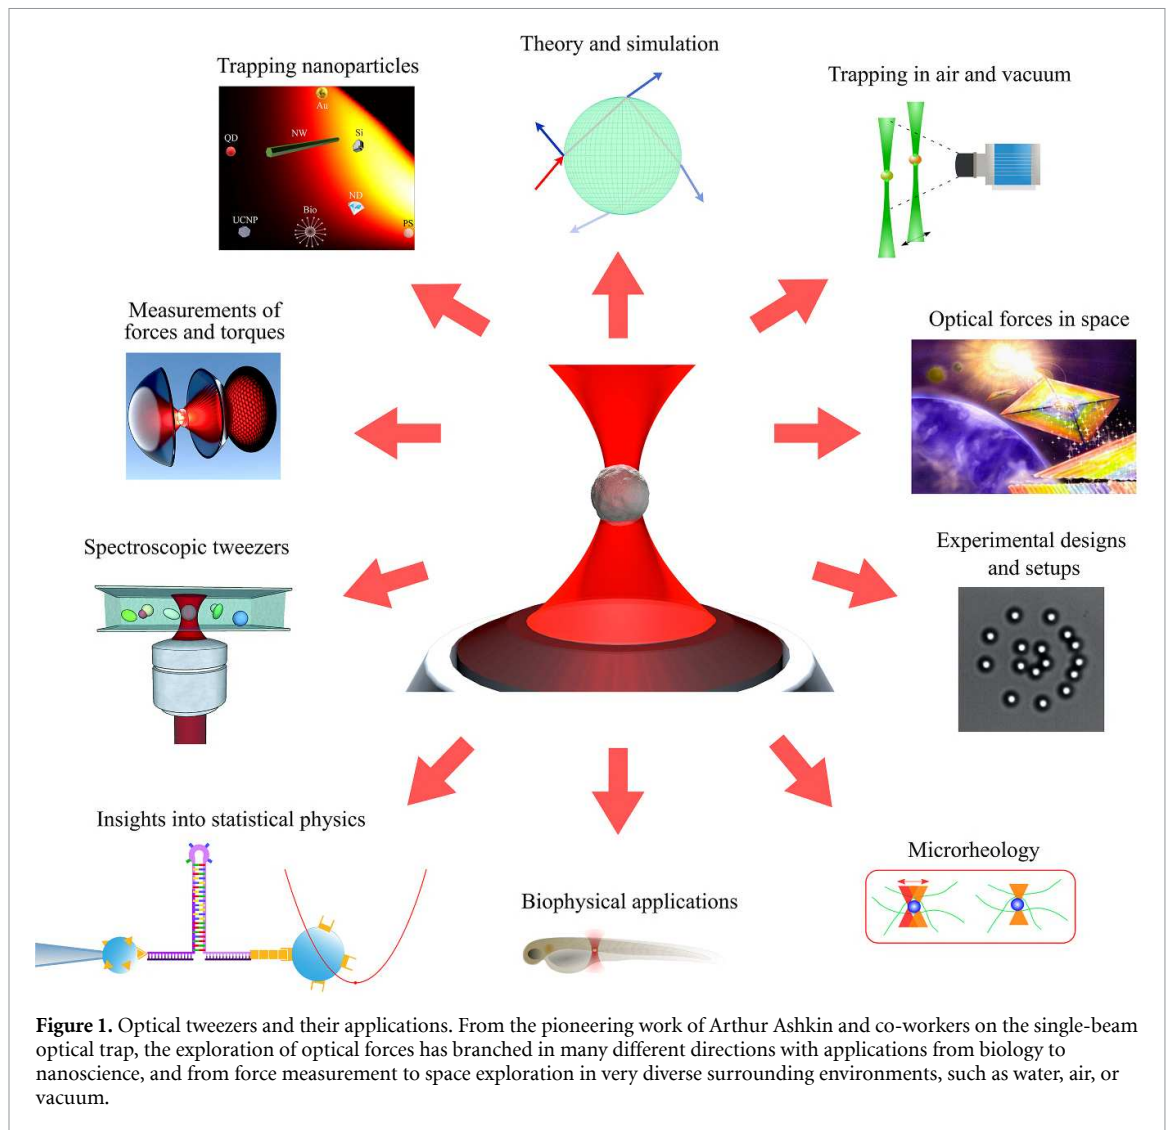 Theory and simulation
Trapping nanoparticles
Au
QD
NW
Si
ND
UCNP
Bio
PS
Trapping in air and vacuum
Measurements of
forces and torques
Optical forces in space
Spectroscopic tweezers
Experimental designs
and setups
Insights into statistical physics
Biophysical applications
Microrheology
Figure 1. Optical tweezers and their applications. From the pioneering work of Arthur Ashkin and co-workers on the single-beam
optical trap, the exploration of optical forces has branched in many different directions with applications from biology to
nanoscience, and from force measurement to space exploration in very diverse surrounding environments, such as water, air, or
vacuum.